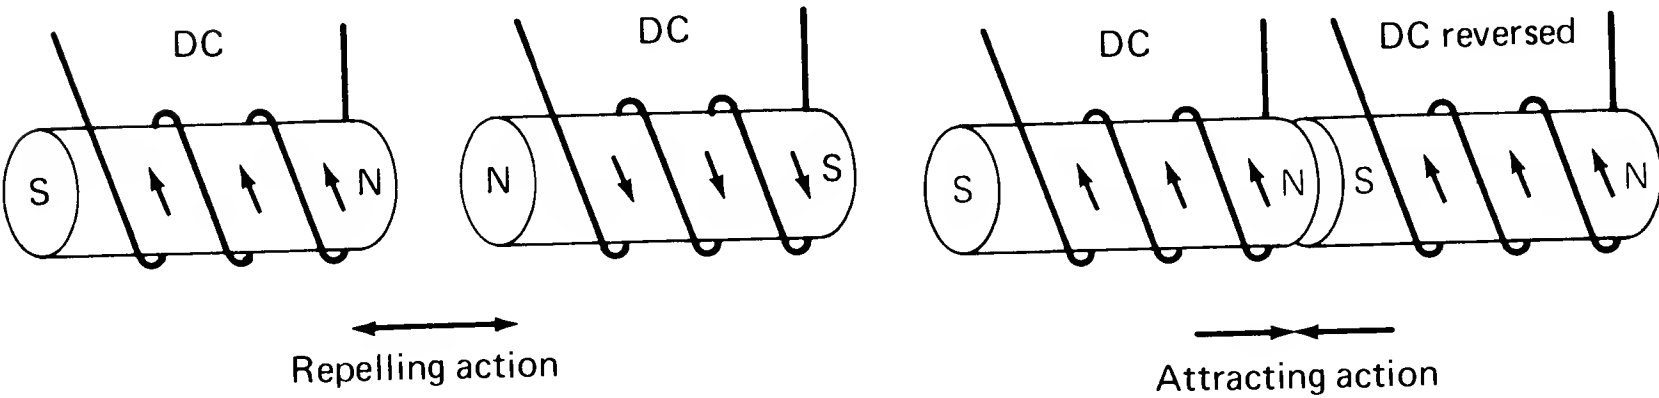 DC
DC
DC
DC reversed
S
N
N
S
S
N
S
N
Repelling action
Attracting action